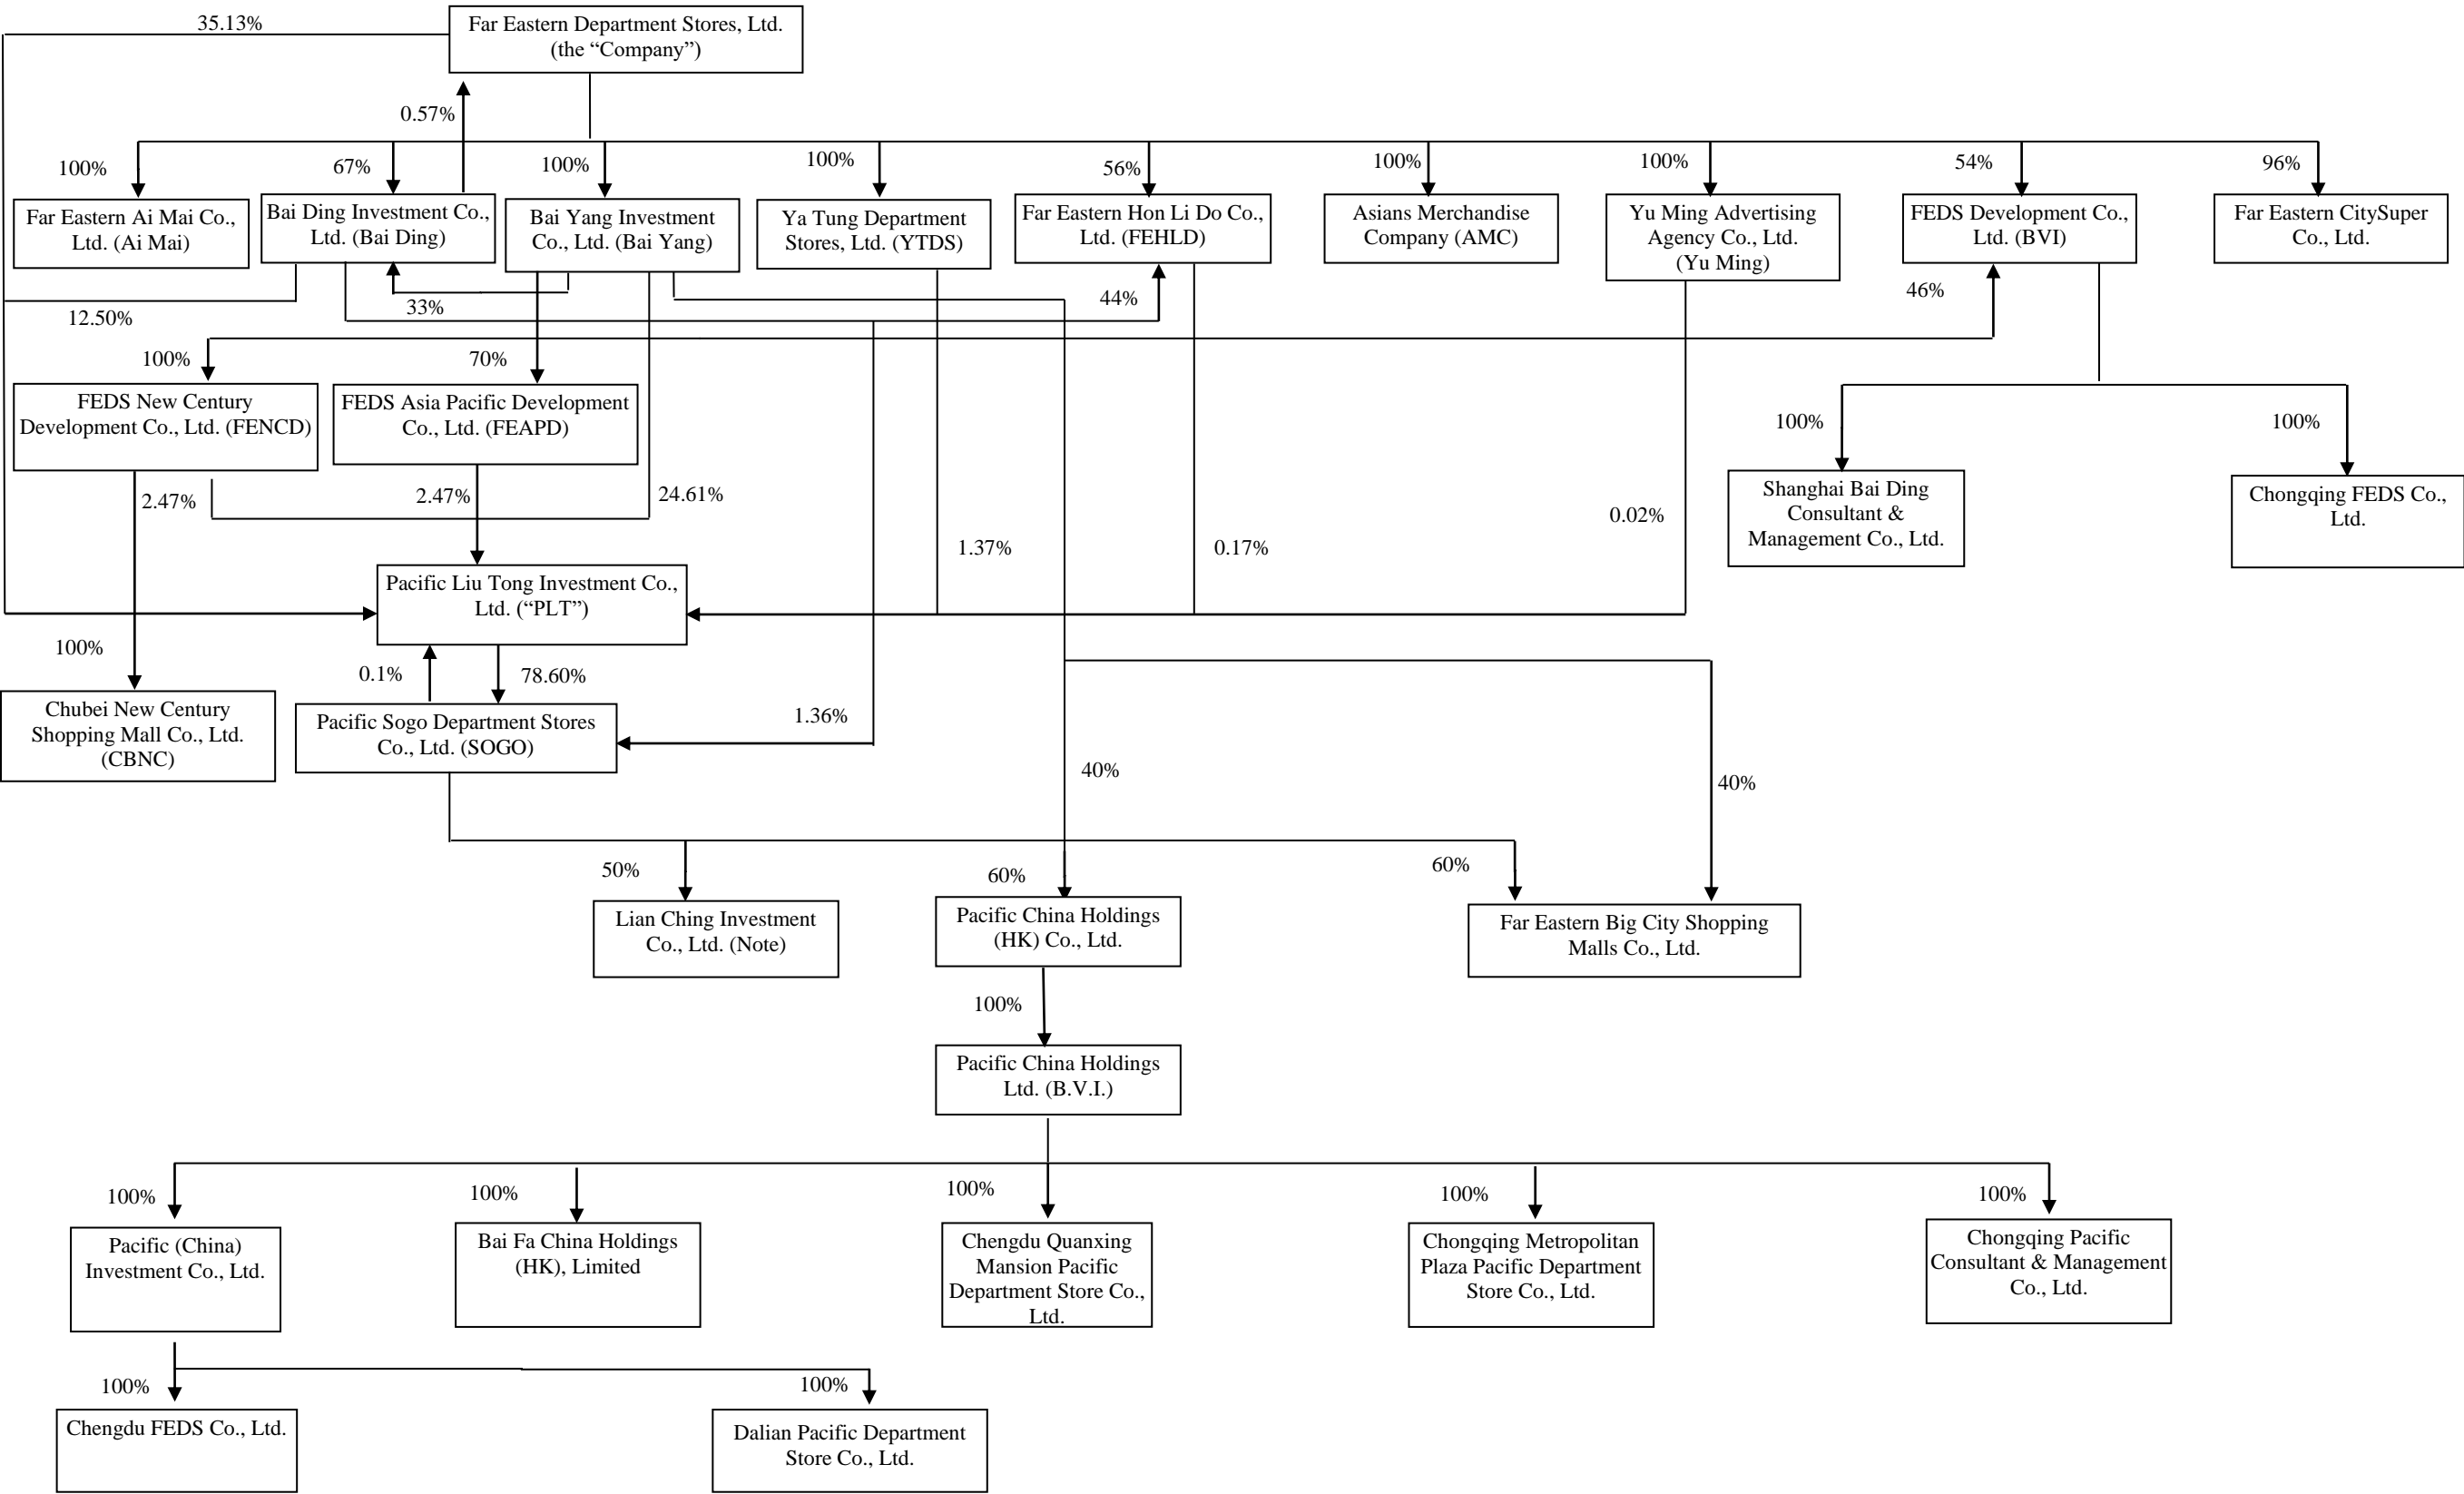 35.13%
Far Eastern Department Stores, Ltd.
(the “Company”)
0.57%
100%
67%
100%
100%
56%
100%
100%
54%
96%
Far Eastern Ai Mai Co.,
Ltd. (Ai Mai)
Bai Ding Investment Co.,
Ltd. (Bai Ding)
Bai Yang Investment
Co., Ltd. (Bai Yang)
Ya Tung Department
Stores, Ltd. (YTDS)
Far Eastern Hon Li Do Co.,
Ltd. (FEHLD)
Asians Merchandise
Company (AMC)
Yu Ming Advertising
Agency Co., Ltd.
(Yu Ming)
FEDS Development Co.,
Ltd. (BVI)
Far Eastern CitySuper
Co., Ltd.
12.50%
33%
44%
46%
100%
70%
FEDS New Century
Development Co., Ltd. (FENCD)
FEDS Asia Pacific Development
Co., Ltd. (FEAPD)
100%
100%
2.47%
2.47%
24.61%
1.37%
0.17%
0.02%
Shanghai Bai Ding
Consultant &
Management Co., Ltd.
Chongqing FEDS Co.,
Ltd.
Pacific Liu Tong Investment Co.,
Ltd. (“PLT”)
100%
0.1%
78.60%
1.36%
Chubei New Century
Shopping Mall Co., Ltd.
(CBNC)
Pacific Sogo Department Stores
Co., Ltd. (SOGO)
40%
40%
50%
60%
60%
Lian Ching Investment
Co., Ltd. (Note)
Pacific China Holdings
(HK) Co., Ltd.
Far Eastern Big City Shopping
Malls Co., Ltd.
100%
Pacific China Holdings
Ltd. (B.V.I.)
100%
100%
100%
100%
100%
Pacific (China)
Investment Co., Ltd.
Bai Fa China Holdings
(HK), Limited
Chengdu Quanxing
Mansion Pacific
Department Store Co.,
Ltd.
Chongqing Metropolitan
Plaza Pacific Department
Store Co., Ltd.
Chongqing Pacific
Consultant & Management
Co., Ltd.
100%
100%
Chengdu FEDS Co., Ltd.
Dalian Pacific Department
Store Co., Ltd.